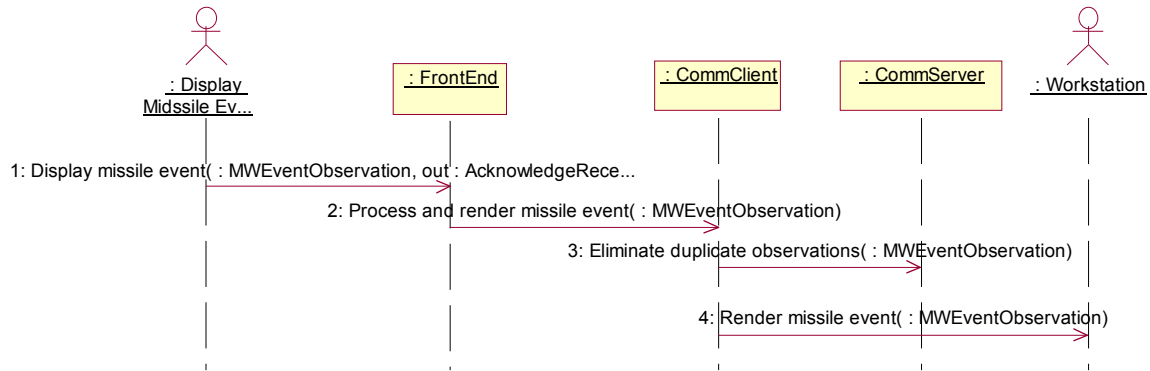 : Display
Midssile Ev...
: FrontEnd
: CommClient
: CommServer
: Workstation
1: Display missile event( : MWEventObservation, out : AcknowledgeRece...
2: Process and render missile event( : MWEventObservation)
3: Eliminate duplicate observations( : MWEventObservation)
4: Render missile event( : MWEventObservation)